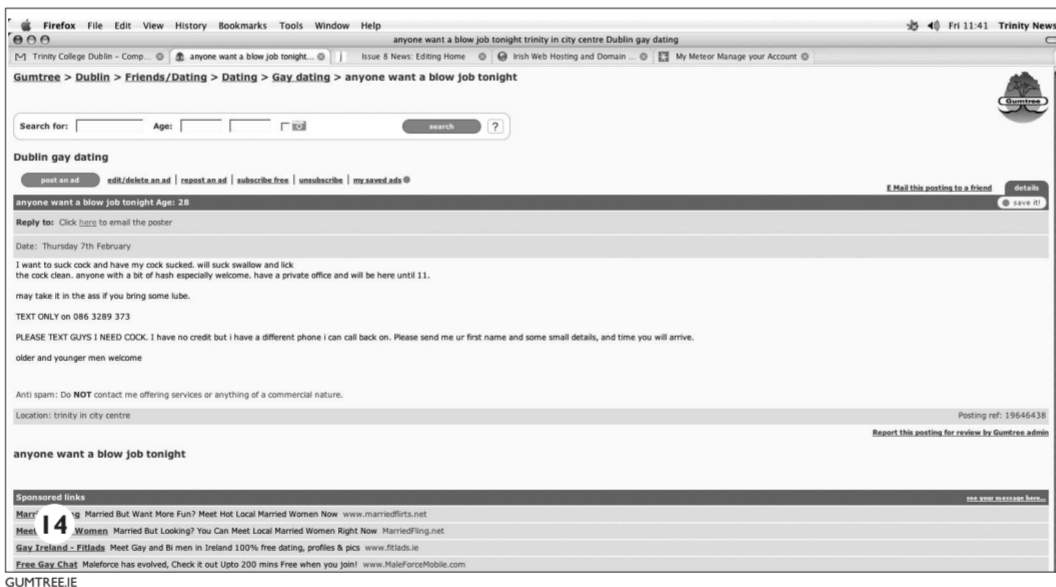 Firefox File Edit View History Bookmarks Tools Window Help Fri 11:41 Trinity News
anyone want a blow job tonight trinity in city centre Dublin gay dating
Trinity College Dublin – Comp... anyone want a blow job tonight... Issue 8 News: Editing Home Irish Web Hosting and Domain ... My Meteor Manage your Account
Gumtree > Dublin > Friends/Dating > Dating > Gay dating > anyone want a blow job tonight
Gumtree
Search for: Age: search ?
Dublin gay dating
post an ad edit/delete an ad | repost an ad | subscribe free | unsubscribe | my saved ads
E Mail this posting to a friend details
anyone want a blow job tonight Age: 28 save it!
Reply to: Click here to email the poster
Date: Thursday 7th February
I want to suck cock and have my cock sucked. will suck swallow and lick
the cock clean. anyone with a bit of hash especially welcome. have a private office and will be here until 11.
may take it in the ass if you bring some lube.
TEXT ONLY on 086 3289 373
PLEASE TEXT GUYS I NEED COCK. I have no credit but i have a different phone i can call back on. Please send me ur first name and some small details, and time you will arrive.
older and younger men welcome
Anti spam: Do NOT contact me offering services or anything of a commercial nature.
Location: trinity in city centre Posting ref: 19646438
Report this posting for review by Gumtree admin
anyone want a blow job tonight
Sponsored links see your message here...
Married But Want More Fun? Meet Hot Local Married Women Now www.marriedflirts.net
14
Meet Women Married But Looking? You Can Meet Local Married Women Right Now MarriedFling.net
Gay Ireland - Fitlads Meet Gay and Bi men in Ireland 100% free dating, profiles & pics www.fitlads.ie
Free Gay Chat Maleforce has evolved, Check it out Upto 200 mins Free when you join! www.MaleForceMobile.com
GUMTREE.IE